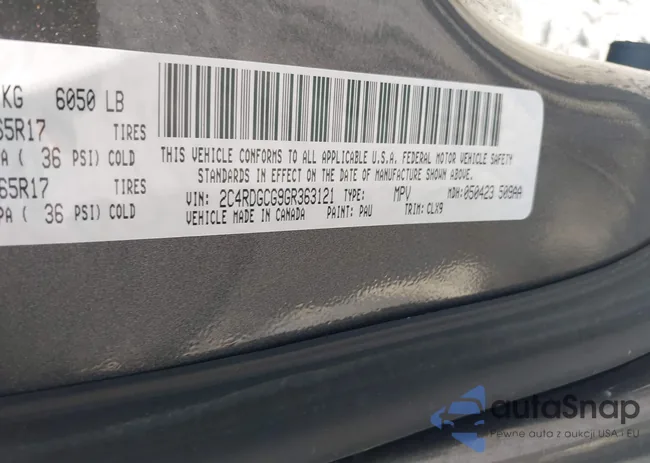 KG 6050 LB
65R17 TIRES
PA ( 36 PSI) COLD
65R17 TIRES
PA ( 36 PSI) COLD
THIS VEHICLE CONFORMS TO ALL APPLICABLE U.S.A. FEDERAL MOTOR VEHICLE SAFETY
STANDARDS IN EFFECT ON THE DATE OF MANUFACTURE SHOWN ABOVE.
VIN: 2C4RDGCG9GR363121 TYPE: MPV MDH: 050423 509AA
VEHICLE MADE IN CANADA PAINT: PAU TRIM: CLX9
autoSnap
Pewne auta z aukcji USA i EU